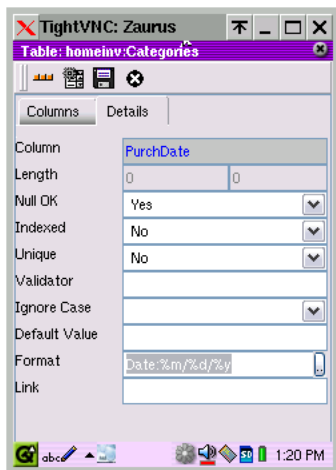 TightVNC: Zaurus
Table: homeinv:Categories
Columns Details
Column PurchDate
Length 0 0
Null OK Yes
Indexed No
Unique No
Validator
Ignore Case
Default Value
Format Date:%m/%d/%y ..
Link
abc SD 1:20 PM